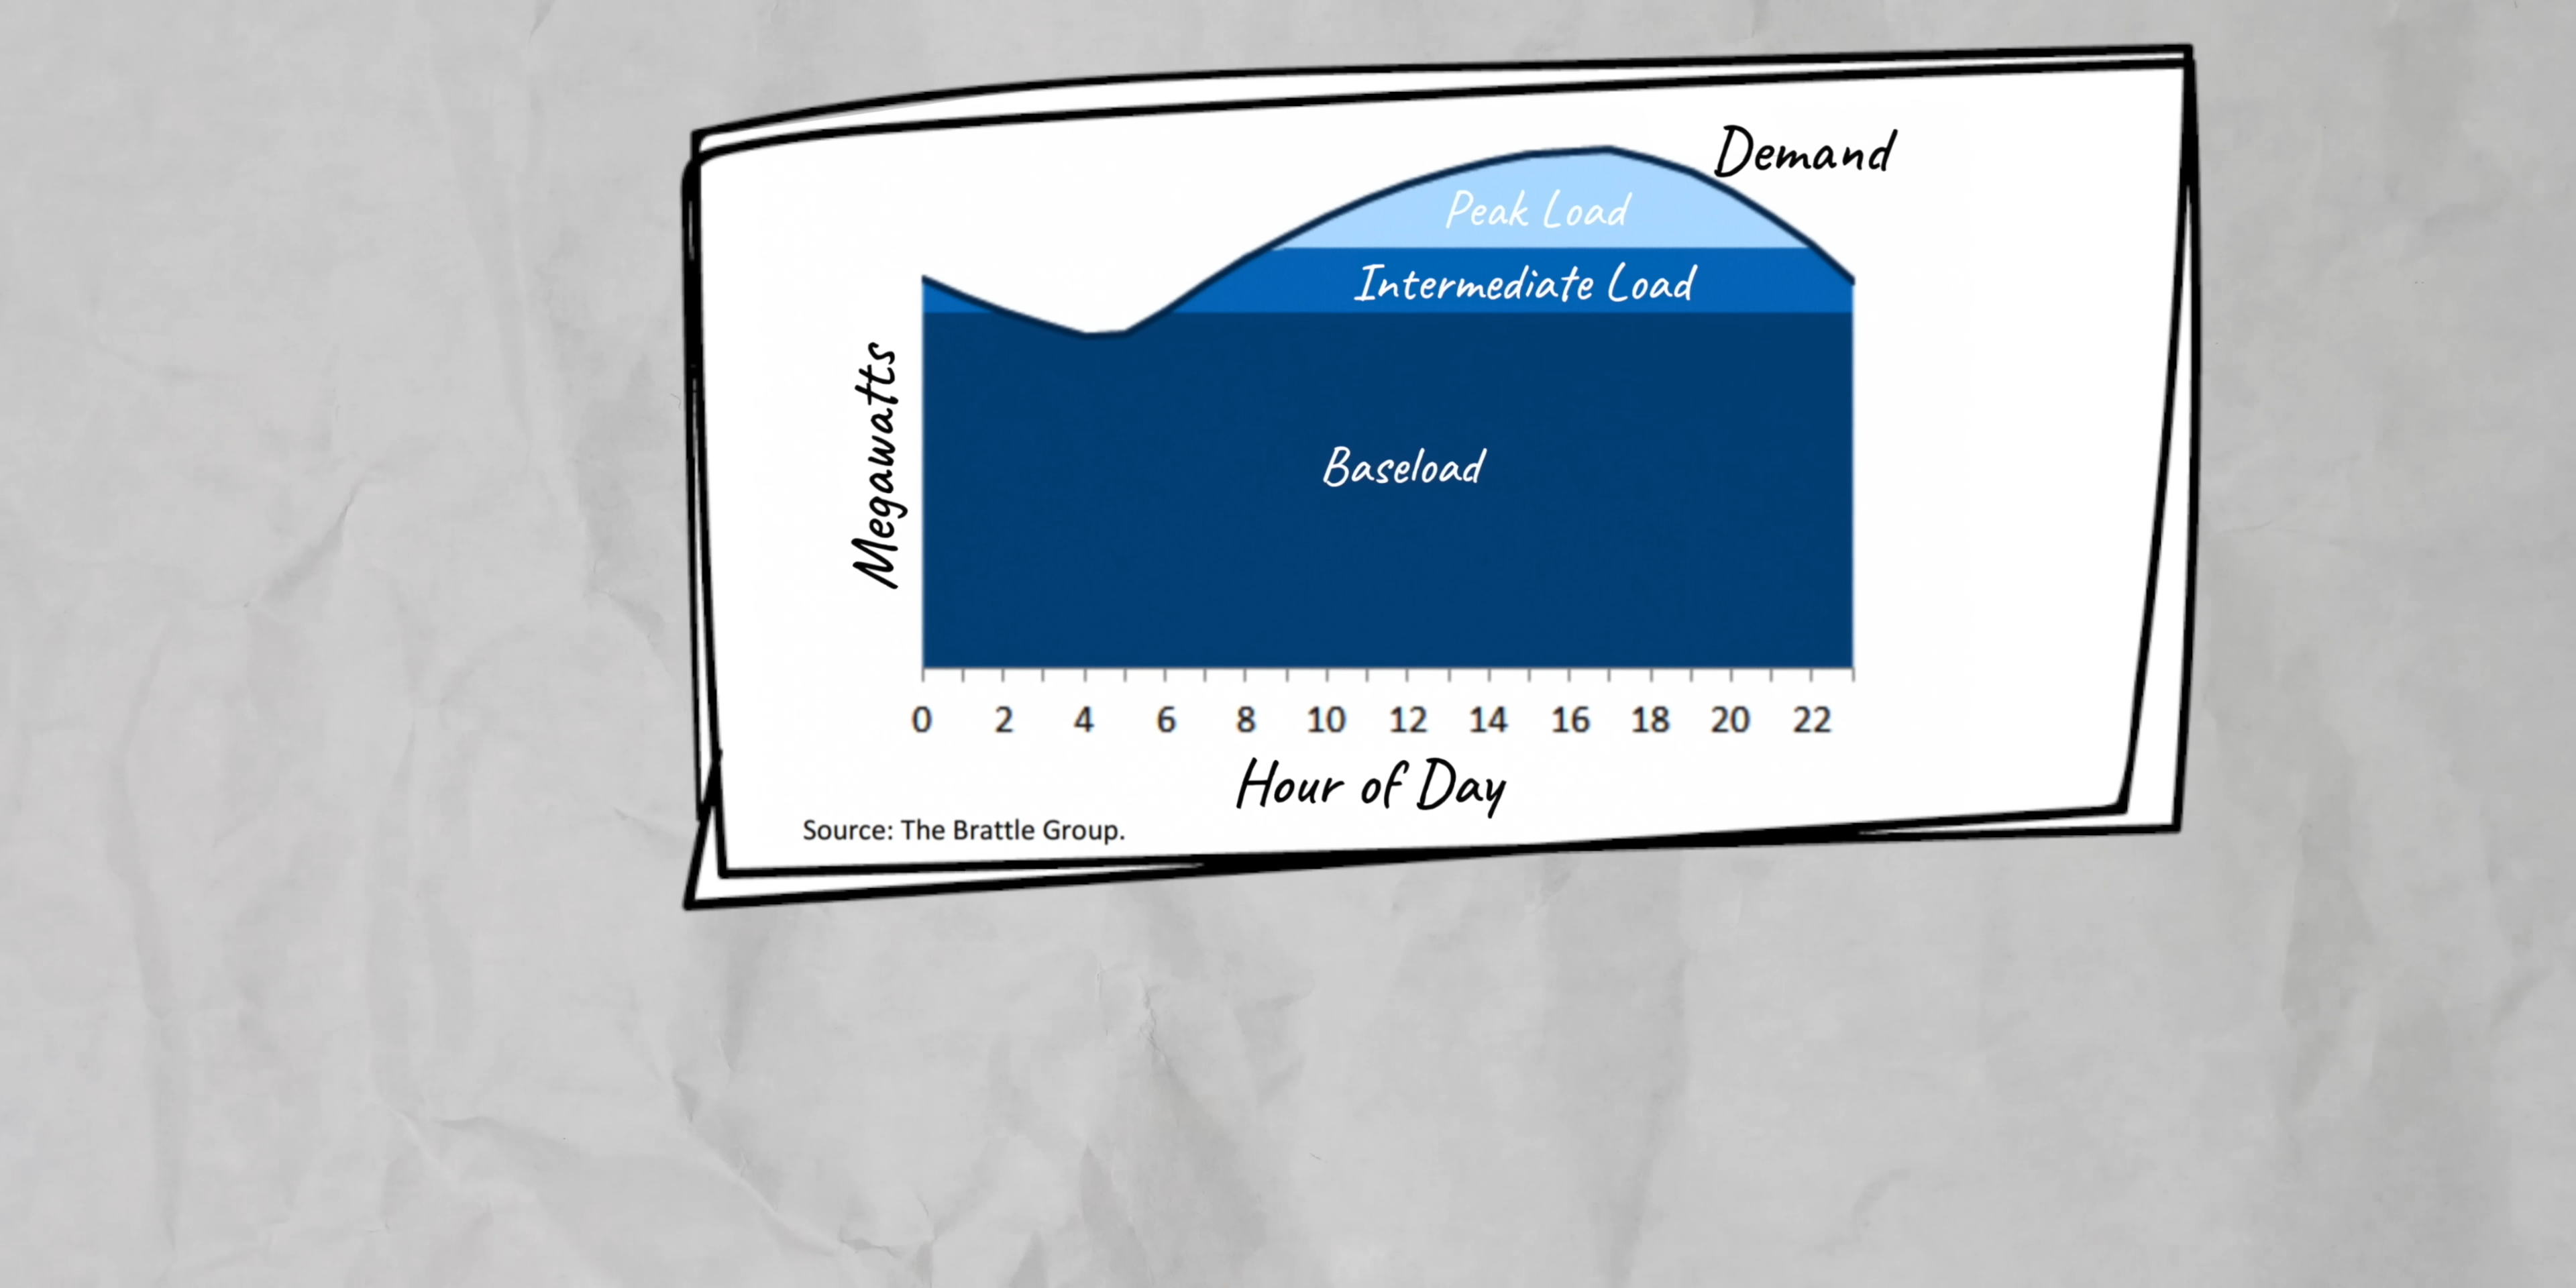 Demand
Peak Load
Intermediate Load
Baseload
Megawatts
0 2 4 6 8 10 12 14 16 18 20 22
Hour of Day
Source: The Brattle Group.